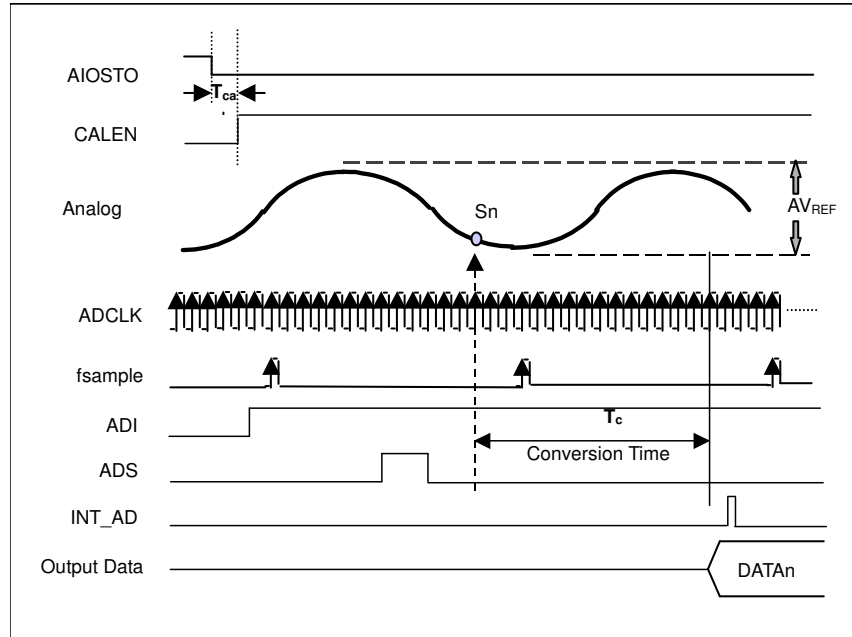 AIOSTO
Tca
CALEN
Analog
Sn
AVREF
ADCLK
fsample
ADI
Tc
Conversion Time
ADS
INT_AD
Output Data
DATAn